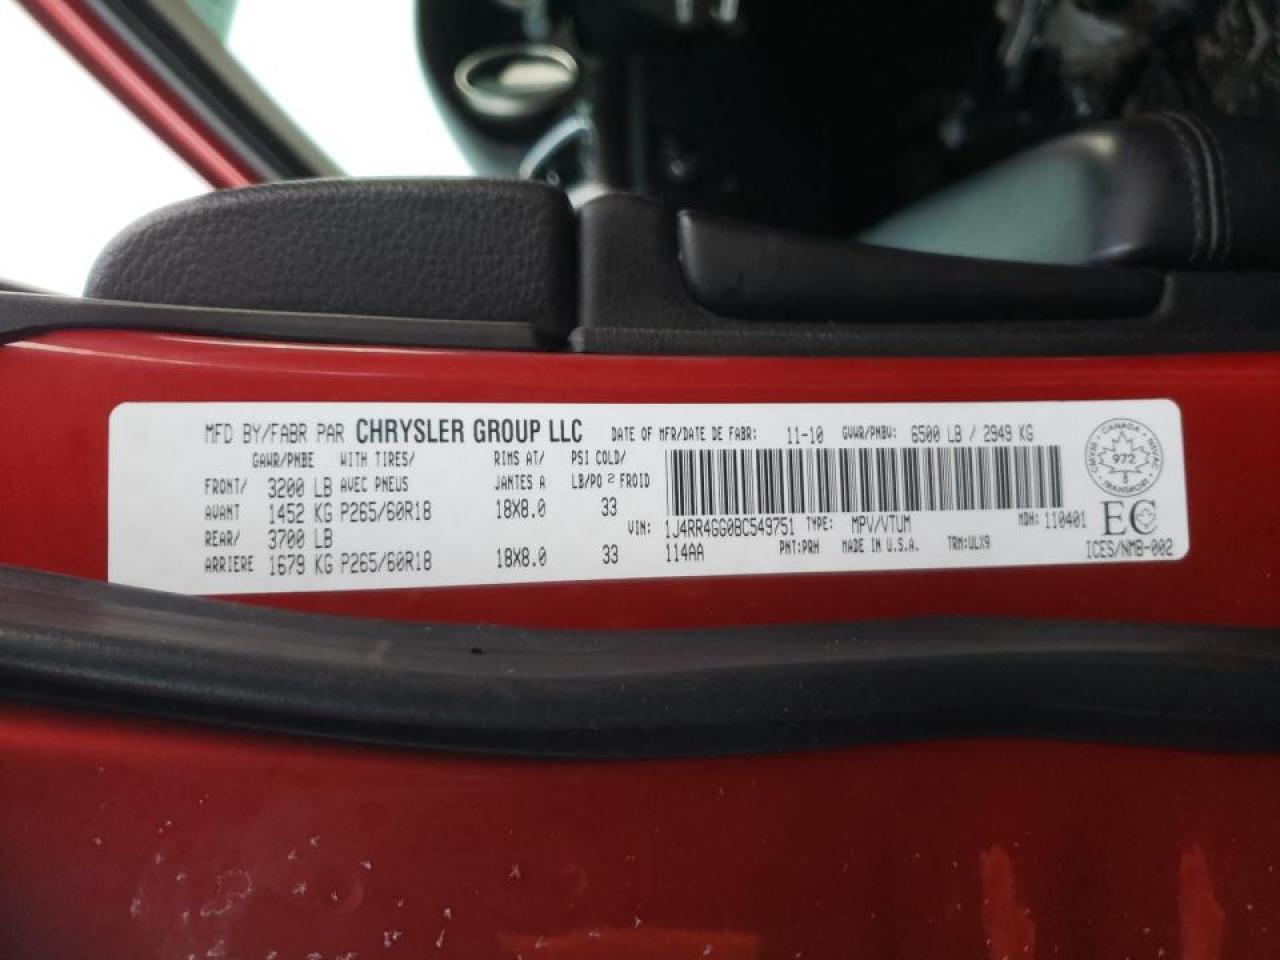 MFD BY/FABR PAR CHRYSLER GROUP LLC DATE OF MFR/DATE DE FABR: 11-10 GVWR/PNBV: 6500 LB / 2949 KG
GAWR/PNBE WITH TIRES/ RIMS AT/ PSI COLD/
FRONT/ 3200 LB AVEC PNEUS JANTES A LB/PO 2 FROID
AVANT 1452 KG P265/60R18 18X8.0 33
REAR/ 3700 LB
ARRIERE 1679 KG P265/60R18 18X8.0 33
VIN: 1J4RR4GG0BC549751 TYPE: MPV/VTUM MDH: 110401
114AA PNT:PRH MADE IN U.S.A. TRM:ULX9
CANADA
CMVSS NSVAC
972
TRANSPORT
EC
ICES/NMB-002